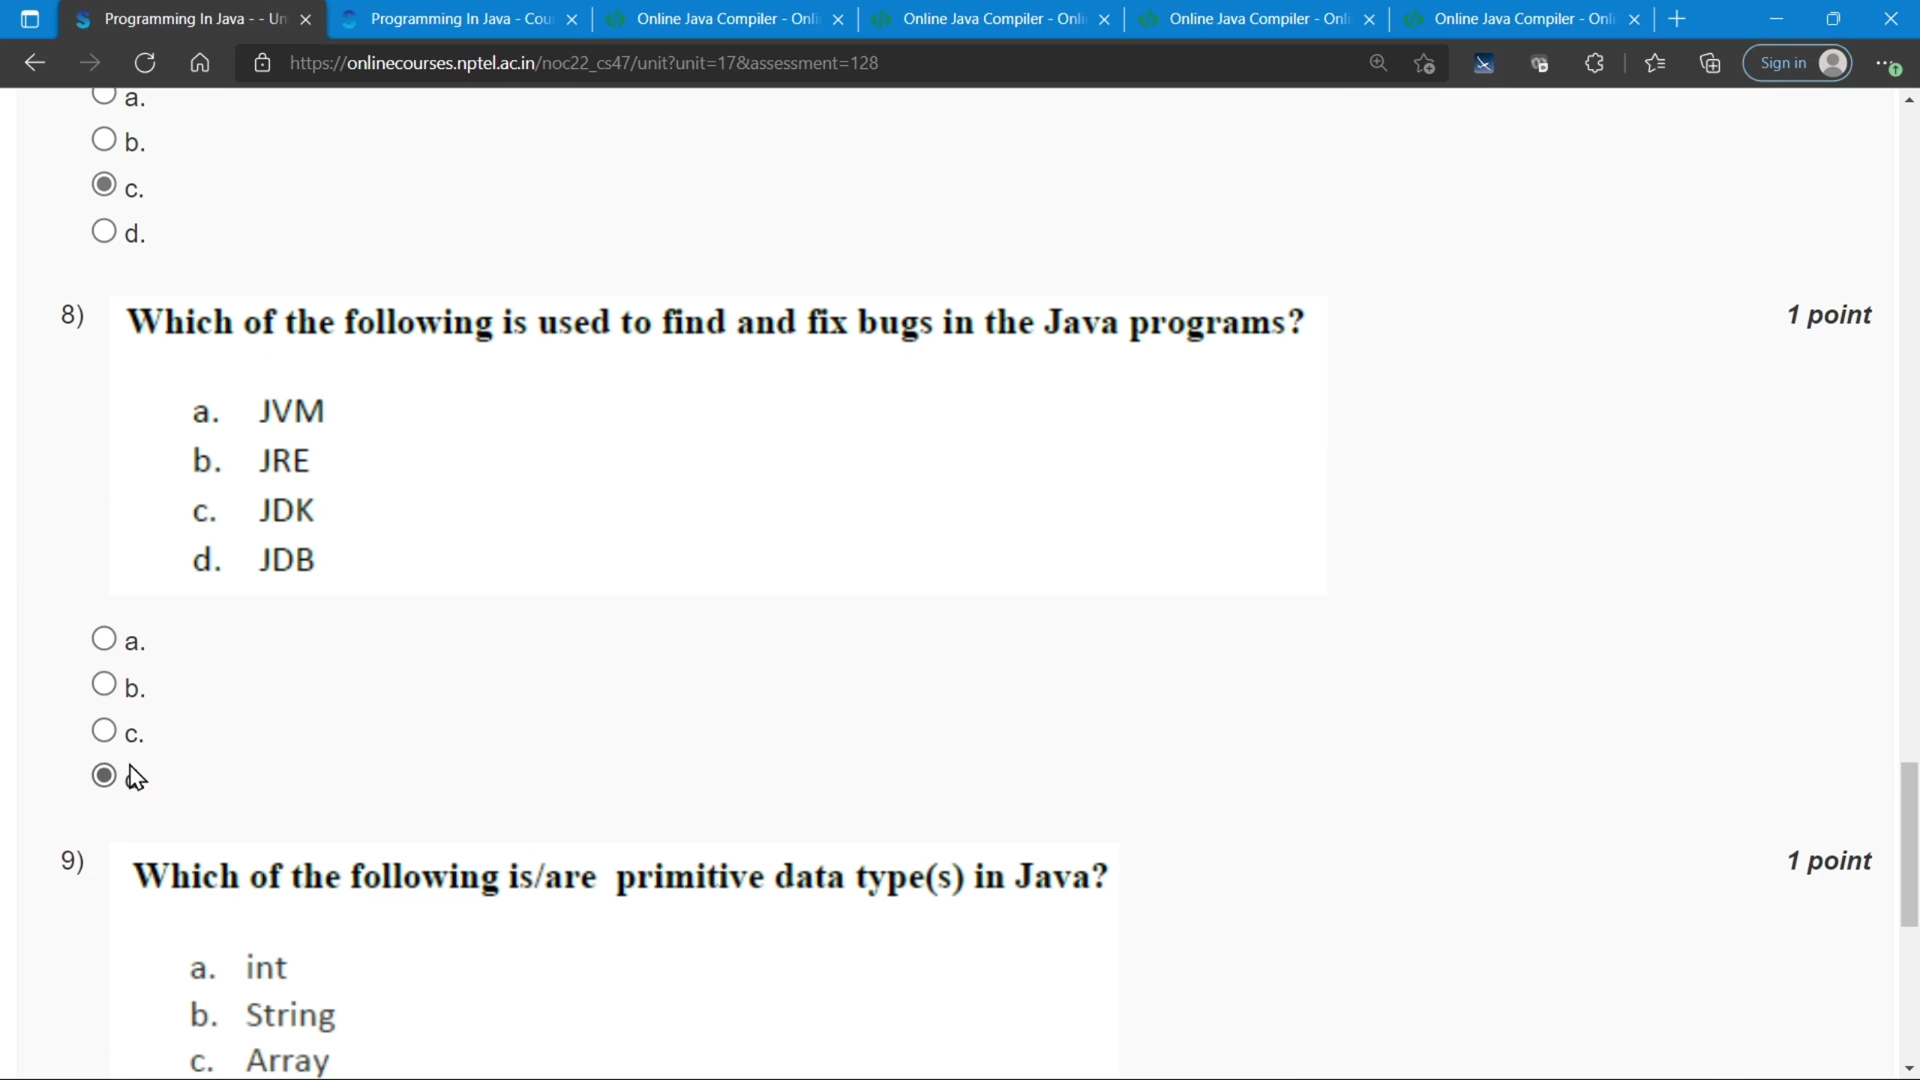 Programming In Java - - Un
Programming In Java - Cou
Online Java Compiler - Onli
Online Java Compiler - Onli
Online Java Compiler - Onli
Online Java Compiler - Onli
https://onlinecourses.nptel.ac.in/noc22_cs47/unit?unit=17&assessment=128
Sign in
a.
b.
c.
d.
8) Which of the following is used to find and fix bugs in the Java programs? 1 point
a. JVM
b. JRE
c. JDK
d. JDB
a.
b.
c.
9) Which of the following is/are primitive data type(s) in Java? 1 point
a. int
b. String
c. Array